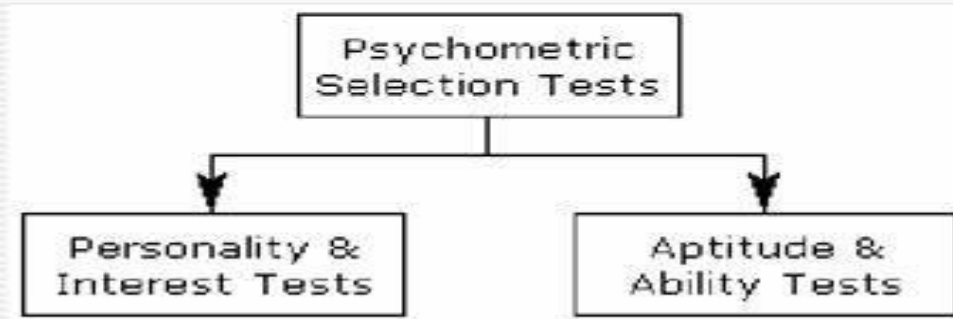 Psychometric
Selection Tests
Personality &
Interest Tests
Aptitude &
Ability Tests